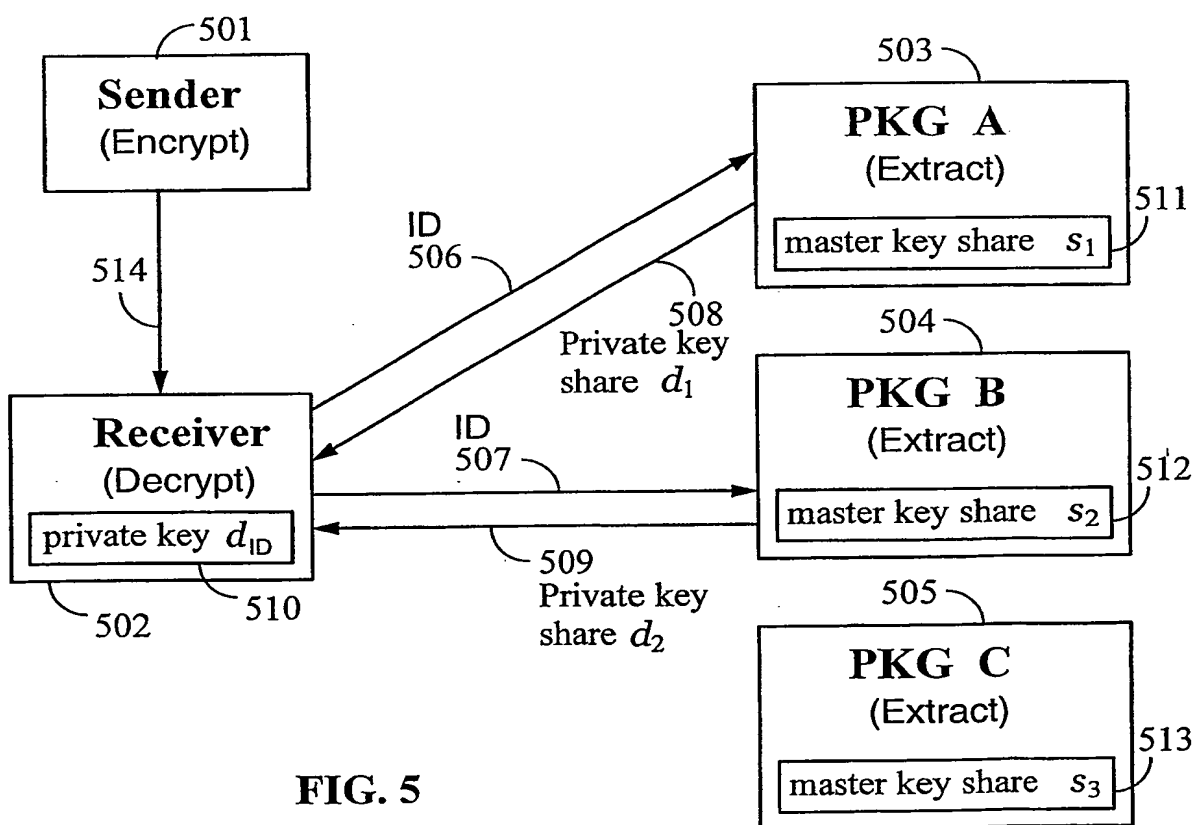 501
Sender
(Encrypt)
503
PKG A
(Extract)
master key share s₁
511
514
ID
506
508
Private key
share d₁
504
PKG B
(Extract)
master key share s₂
512
Receiver
(Decrypt)
private key d_ID
510
502
ID
507
509
Private key
share d₂
505
PKG C
(Extract)
master key share s₃
513
FIG. 5